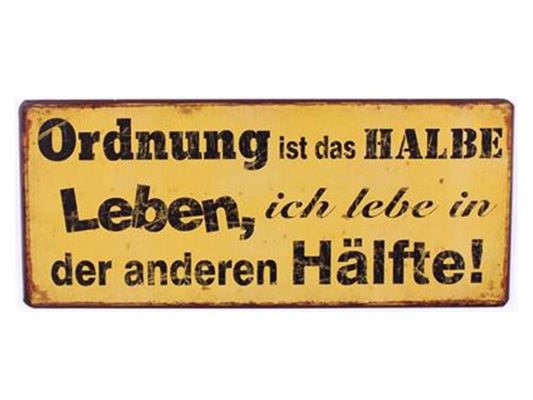 Ordnung ist das HALBE
Leben, ich lebe in
der anderen Hälfte!